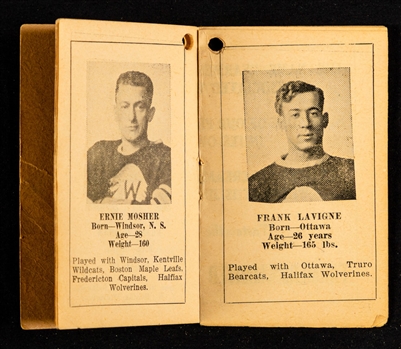 W
ERNIE MOSHER
Born—Windsor, N. S.
Age—28
Weight—160
Played with Windsor, Kentville
Wildcats, Boston Maple Leafs,
Fredericton Capitals, Halifax
Wolverines.
FRANK LAVIGNE
Born—Ottawa
Age—26 years
Weight—165 lbs.
Played with Ottawa, Truro
Bearcats, Halifax Wolverines.